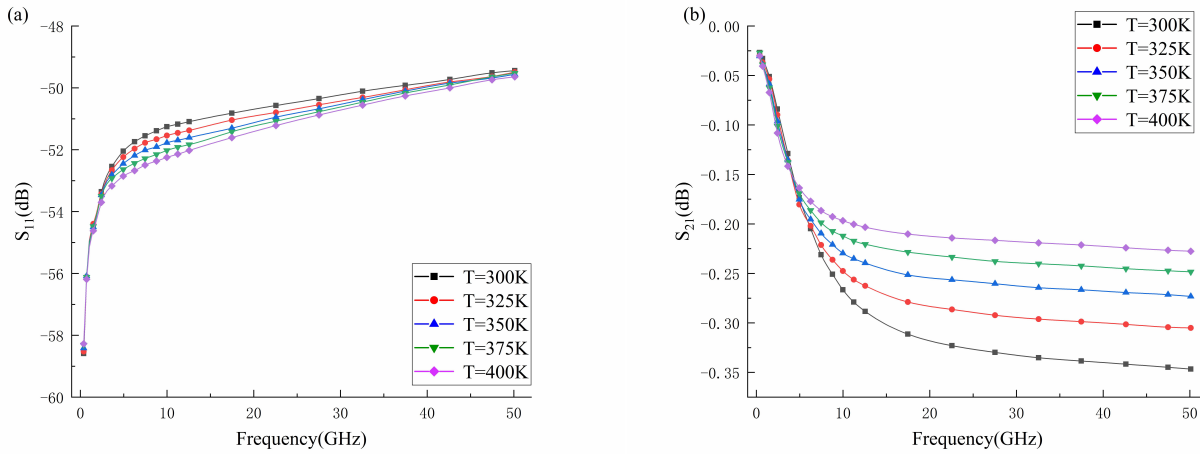 (a)
-48
-50
-52
-54
-56
-58
-60
S11(dB)
0
10
20
30
40
50
Frequency(GHz)
T=300K
T=325K
T=350K
T=375K
T=400K
(b)
0.00
-0.05
-0.10
-0.15
-0.20
-0.25
-0.30
-0.35
S21(dB)
0
10
20
30
40
50
Frequency(GHz)
T=300K
T=325K
T=350K
T=375K
T=400K